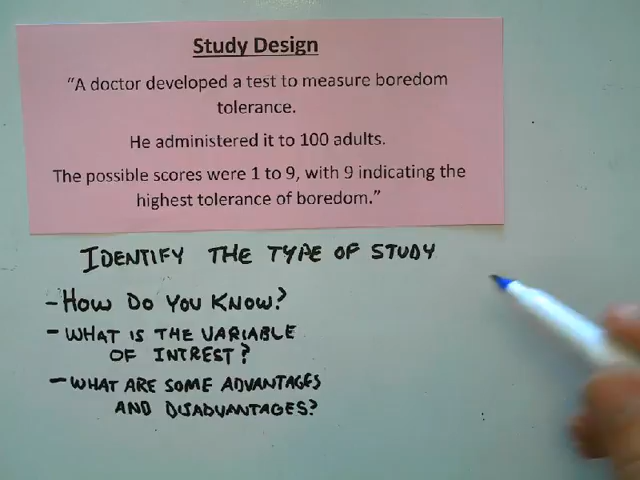 Study Design
"A doctor developed a test to measure boredom
tolerance.
He administered it to 100 adults.
The possible scores were 1 to 9, with 9 indicating the
highest tolerance of boredom."
IDENTIFY THE TYPE OF STUDY
- HOW DO YOU KNOW?
- WHAT IS THE VARIABLE
OF INTREST?
- WHAT ARE SOME ADVANTAGES
AND DISADVANTAGES?